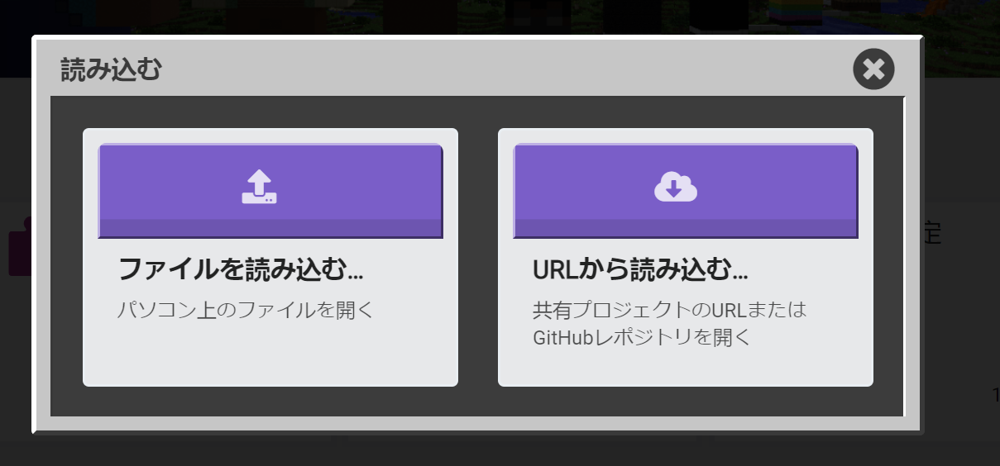 読み込む
ファイルを読み込む...
パソコン上のファイルを開く
URLから読み込む...
共有プロジェクトのURLまたは
GitHubレポジトリを開く
定
1